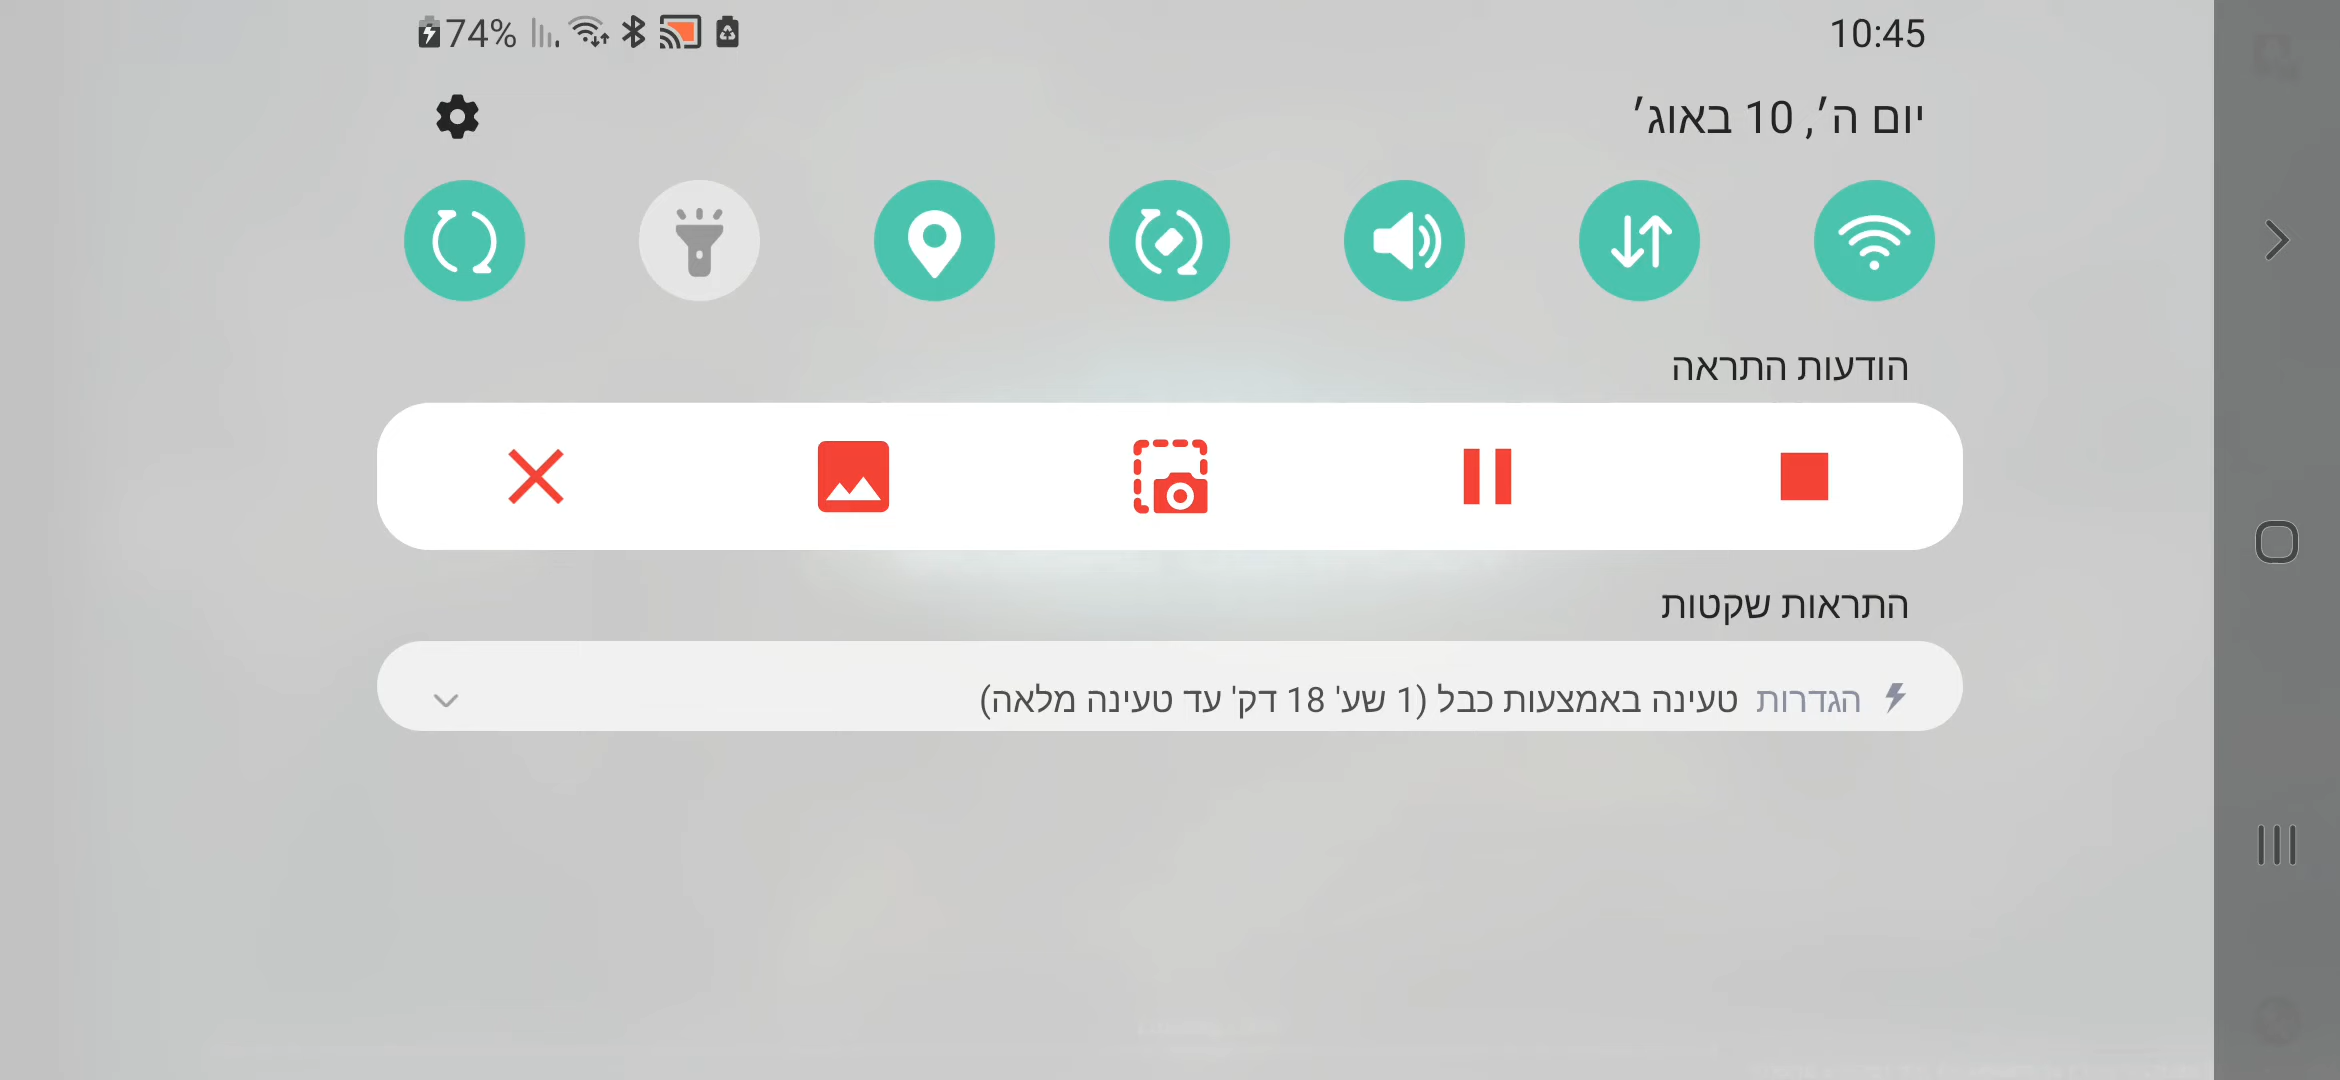 74%
10:45
יום ה׳, 10 באוג׳
הודעות התראה
התראות שקטות
הגדרות טעינה באמצעות כבל (1 שע' 18 דק' עד טעינה מלאה)